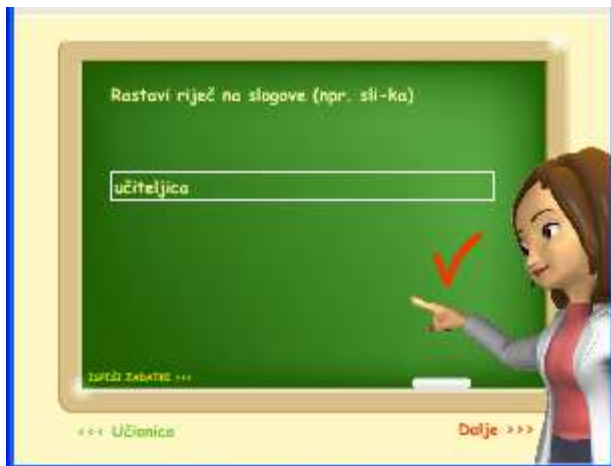 Rastavi riječ na slogove (npr. sli-ka)
učiteljica
ISPIŠI ZADATKE >>>
<<< Učionica
Dalje >>>